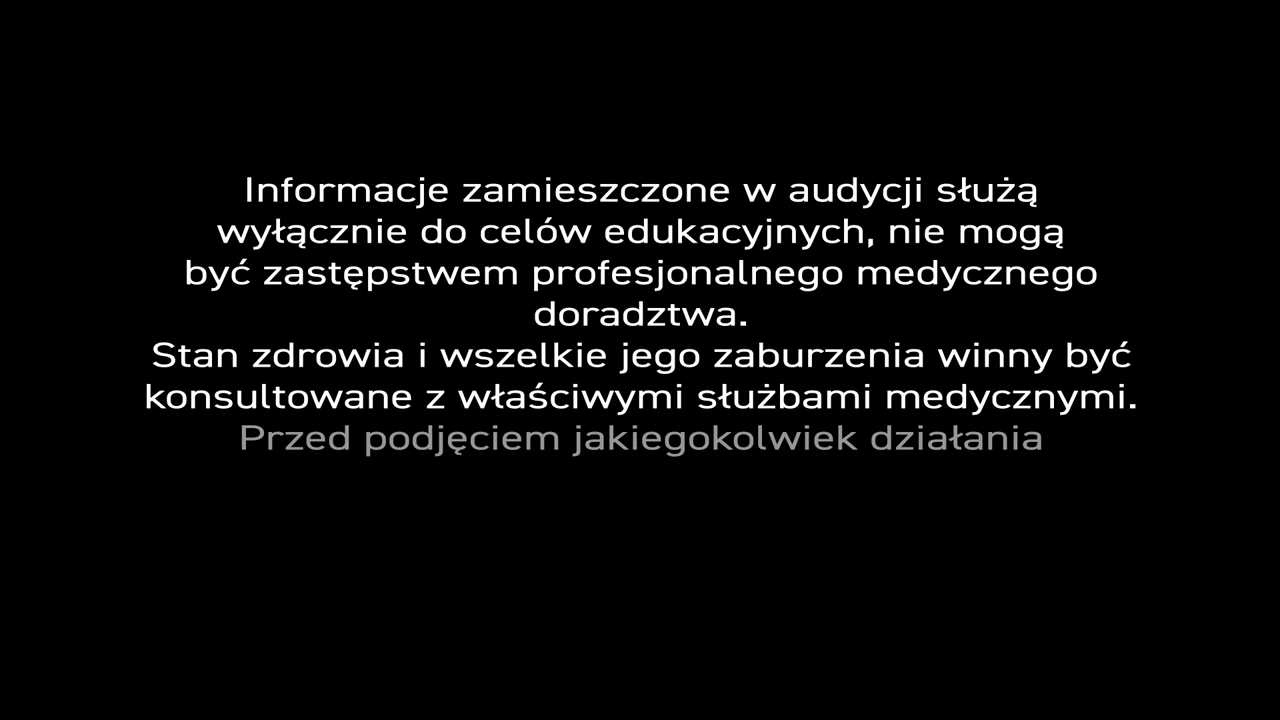 Informacje zamieszczone w audycji służą
wyłącznie do celów edukacyjnych, nie mogą
być zastępstwem profesjonalnego medycznego
doradztwa.
Stan zdrowia i wszelkie jego zaburzenia winny być
konsultowane z właściwymi służbami medycznymi.
Przed podjęciem jakiegokolwiek działania